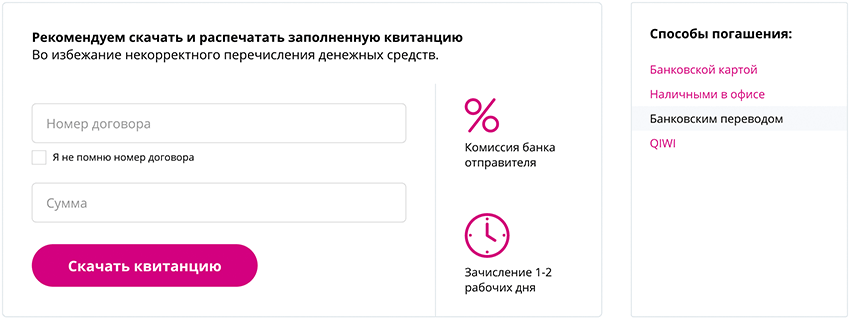 Рекомендуем скачать и распечатать заполненную квитанцию
Во избежание некорректного перечисления денежных средств.
Номер договора
Я не помню номер договора
Сумма
Скачать квитанцию
%
Комиссия банка
отправителя
Зачисление 1-2
рабочих дня
Способы погашения:
Банковской картой
Наличными в офисе
Банковским переводом
QIWI